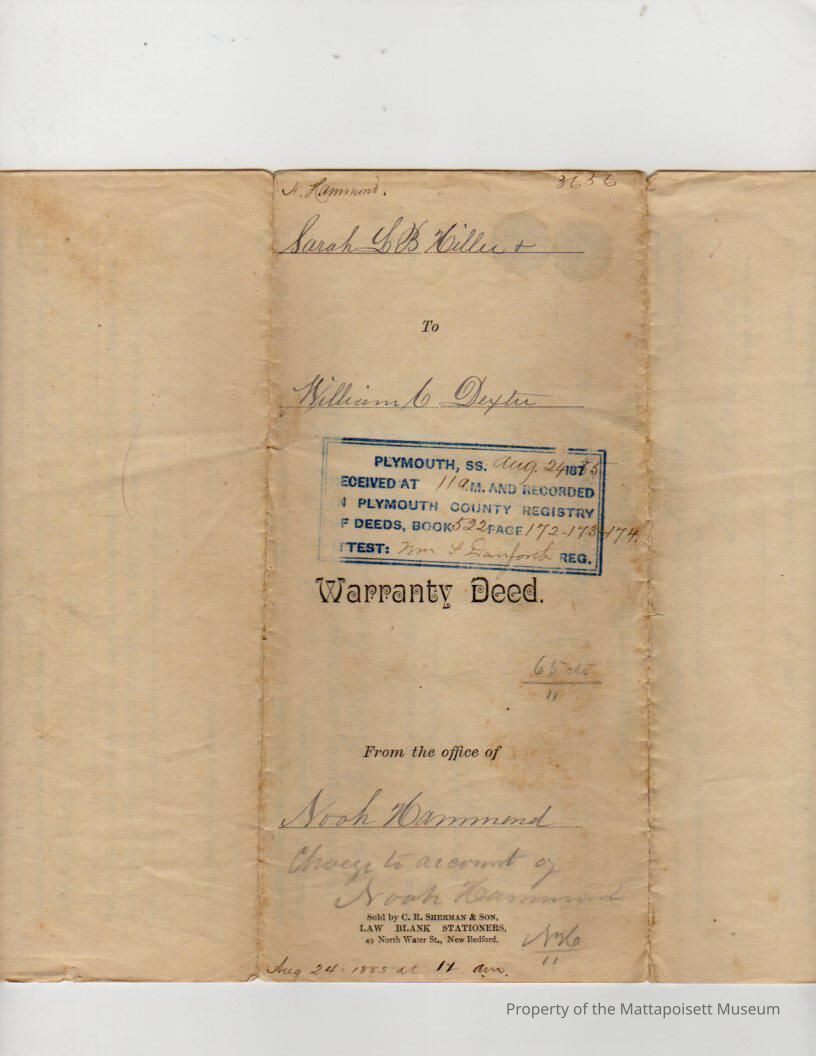 N. Hammond. 3636
Sarah L B Hiller &
To
William C Dexter
PLYMOUTH, SS. Aug. 24 1885
ECEIVED AT 11 A.M. AND RECORDED
N PLYMOUTH COUNTY REGISTRY
F DEEDS, BOOK 522 PAGE 172-173-174.
TTEST: Wm S Danforth REG.
Warranty Deed.
65 cts
11
From the office of
Noah Hammond
Charge to account of
Noah Hammond
Sold by C. R. SHERMAN & SON,
LAW BLANK STATIONERS,
49 North Water St., New Bedford.
11
Aug 24 - 1885 at 11 am.
Property of the Mattapoisett Museum